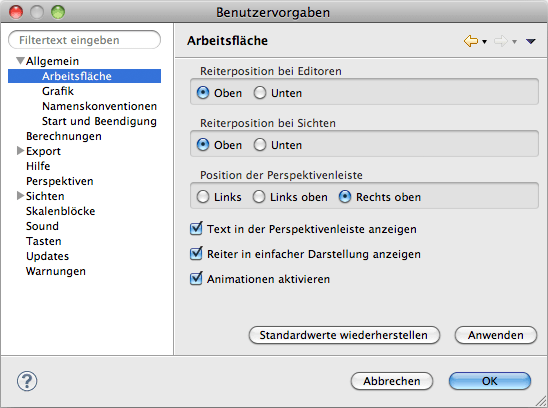 Benutzervorgaben
Filtertext eingeben
Allgemein
Arbeitsfläche
Grafik
Namenskonventionen
Start und Beendigung
Berechnungen
Export
Hilfe
Perspektiven
Sichten
Skalenblöcke
Sound
Tasten
Updates
Warnungen
Arbeitsfläche
Reiterposition bei Editoren
Oben Unten
Reiterposition bei Sichten
Oben Unten
Position der Perspektivenleiste
Links Links oben Rechts oben
Text in der Perspektivenleiste anzeigen
Reiter in einfacher Darstellung anzeigen
Animationen aktivieren
Standardwerte wiederherstellen Anwenden
? Abbrechen OK